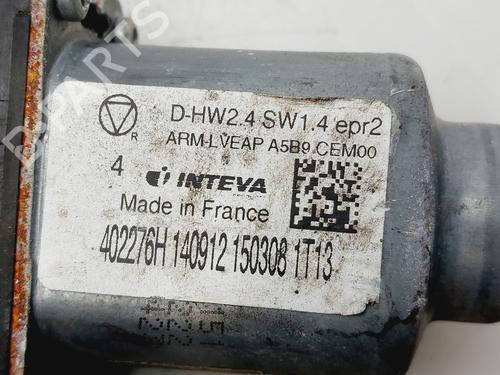 D-HW2.4 SW1.4 epr2
R
ARM-LVEAP A5B9.CEM00
4 INTEVA
Made in France
402276H 140912 150308 1T13